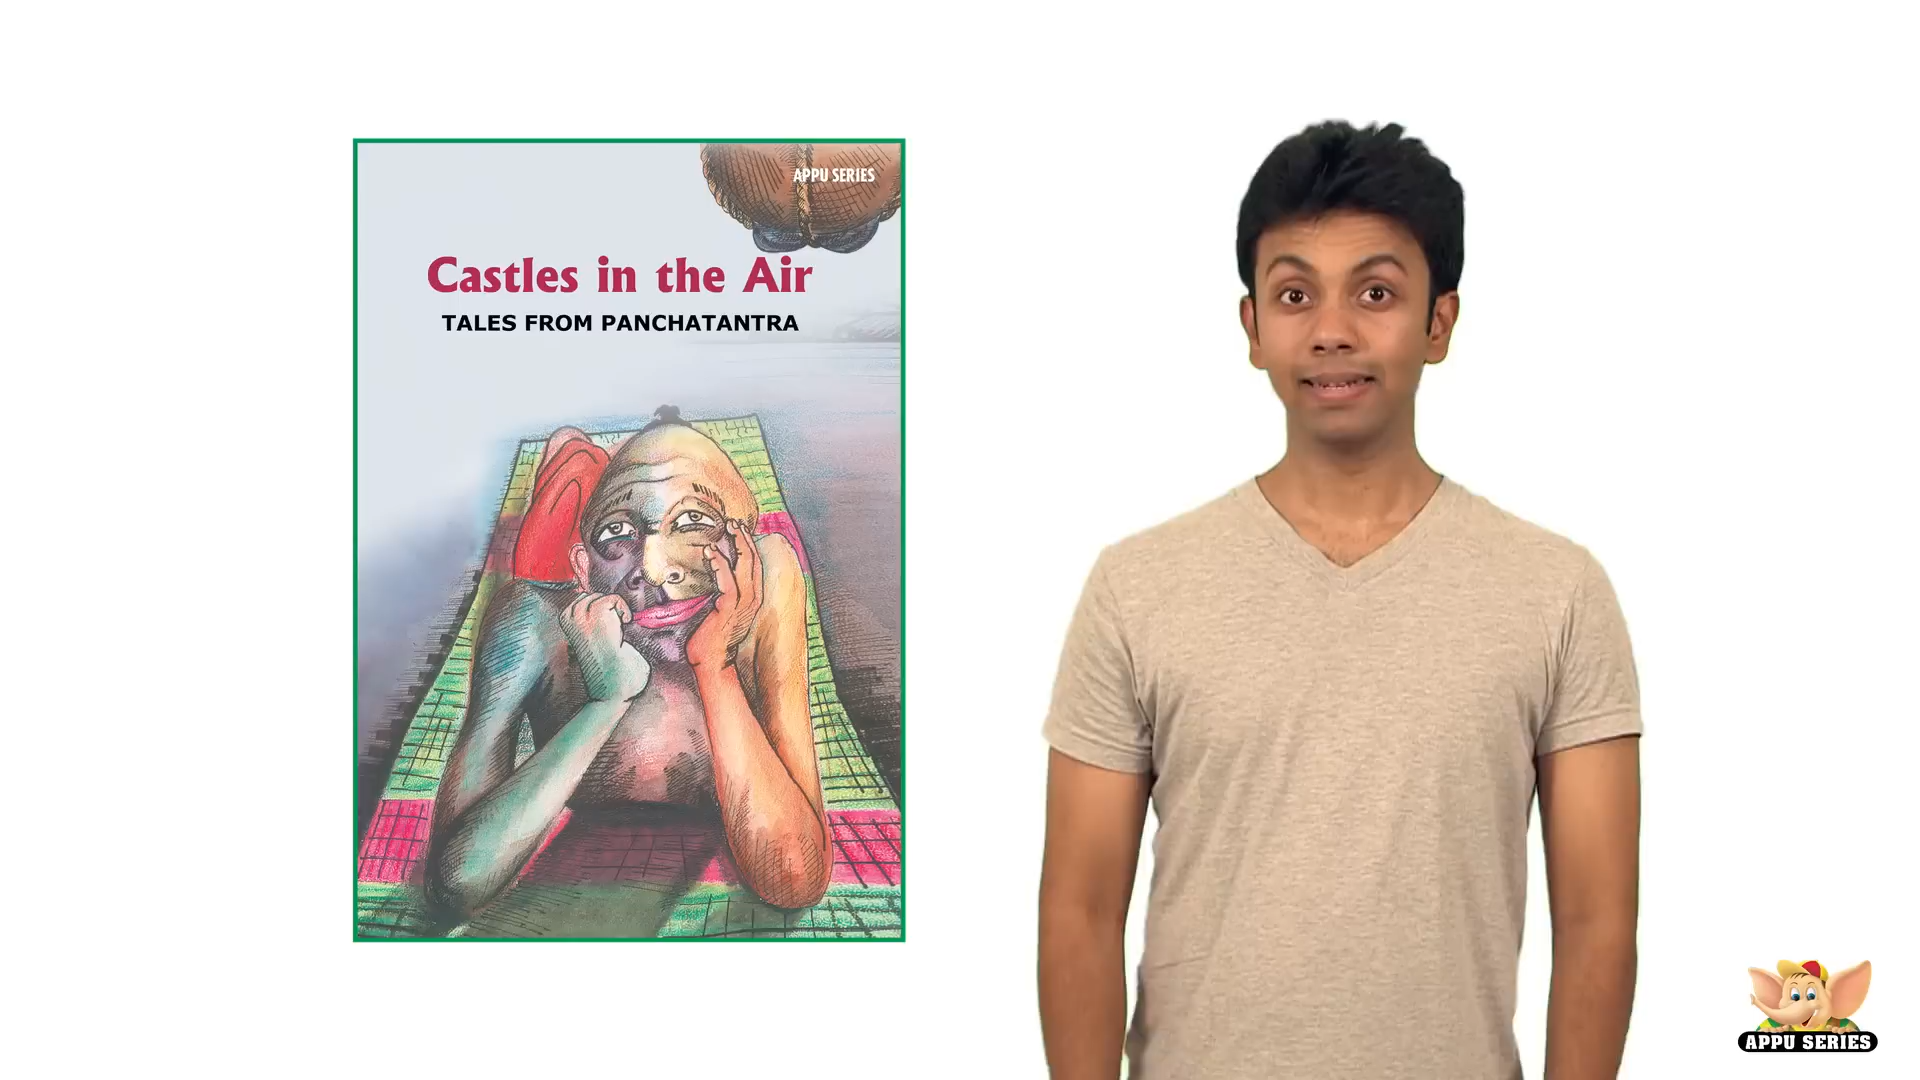 APPU SERIES
Castles in the Air
TALES FROM PANCHATANTRA
APPU SERIES